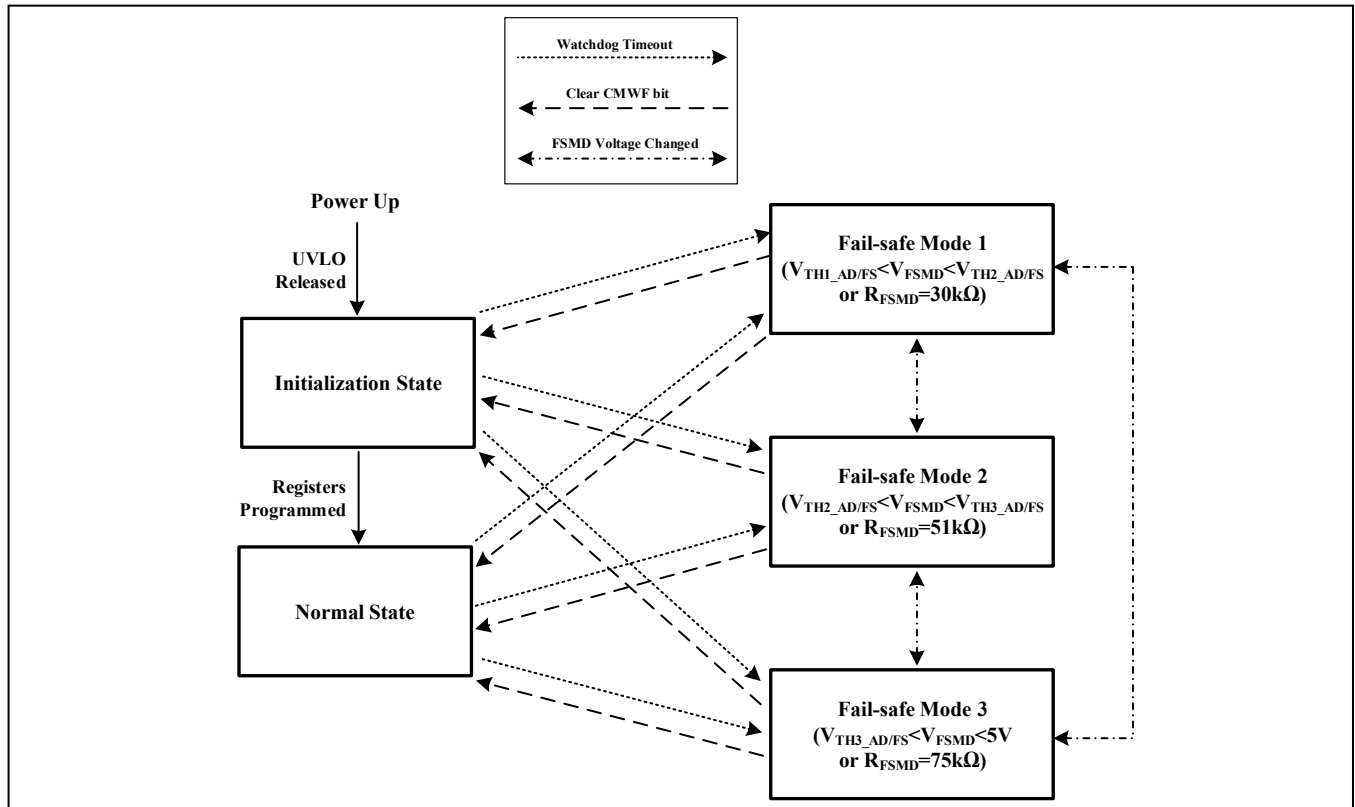 Watchdog Timeout
Clear CMWF bit
FSMD Voltage Changed
Power Up
UVLO
Released
Initialization State
Registers
Programmed
Normal State
Fail-safe Mode 1
(VTH1_AD/FS<VFSMD<VTH2_AD/FS
or RFSMD=30kΩ)
Fail-safe Mode 2
(VTH2_AD/FS<VFSMD<VTH3_AD/FS
or RFSMD=51kΩ)
Fail-safe Mode 3
(VTH3_AD/FS<VFSMD<5V
or RFSMD=75kΩ)